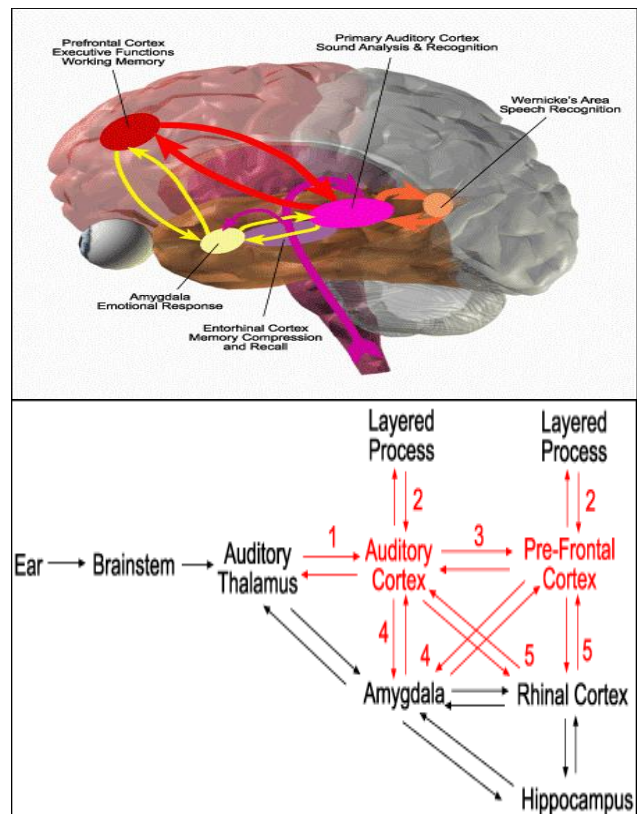 Prefrontal Cortex
Executive Functions
Working Memory
Primary Auditory Cortex
Sound Analysis & Recognition
Wernicke's Area
Speech Recognition
Amygdala
Emotional Response
Entorhinal Cortex
Memory Compression
and Recall
Layered
Process
Layered
Process
2
2
1
3
Ear
Brainstem
Auditory
Thalamus
Auditory
Cortex
Pre-Frontal
Cortex
4
4
5
5
Amygdala
Rhinal Cortex
Hippocampus